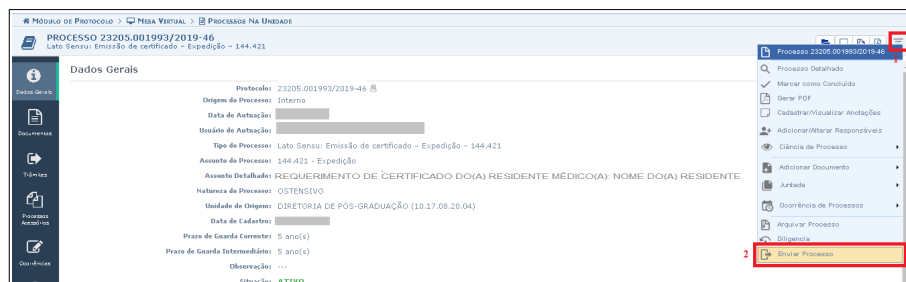 MÓDULO DE PROTOCOLO > MESA VIRTUAL > PROCESSOS NA UNIDADE
PROCESSO 23205.001993/2019-46
Lato Sensu: Emissão de certificado – Expedição – 144.421
1
Dados Gerais
Dados Gerais
Documentos
Trâmites
Processos Acessórios
Ocorrências
Protocolo: 23205.001993/2019-46
Origem do Processo: Interno
Data de Autuação:
Usuário de Autuação:
Tipo do Processo: Lato Sensu: Emissão de certificado – Expedição – 144.421
Assunto do Processo: 144.421 - Expedição
Assunto Detalhado: REQUERIMENTO DE CERTIFICADO DO(A) RESIDENTE MÉDICO(A): NOME DO(A) RESIDENTE.
Natureza do Processo: OSTENSIVO
Unidade de Origem: DIRETORIA DE PÓS-GRADUAÇÃO (10.17.08.20.04)
Data de Cadastro:
Prazo de Guarda Corrente: 5 ano(s)
Prazo de Guarda Intermediário: 5 ano(s)
Observação: ---
Situação: ATIVO
Processo 23205.001993/2019-46
Processo Detalhado
Marcar como Concluído
Gerar PDF
Cadastrar/Visualizar Anotações
Adicionar/Alterar Responsáveis
Ciência de Processo
Adicionar Documento
Juntada
Ocorrência de Processos
Arquivar Processo
Diligencia
2
Enviar Processo